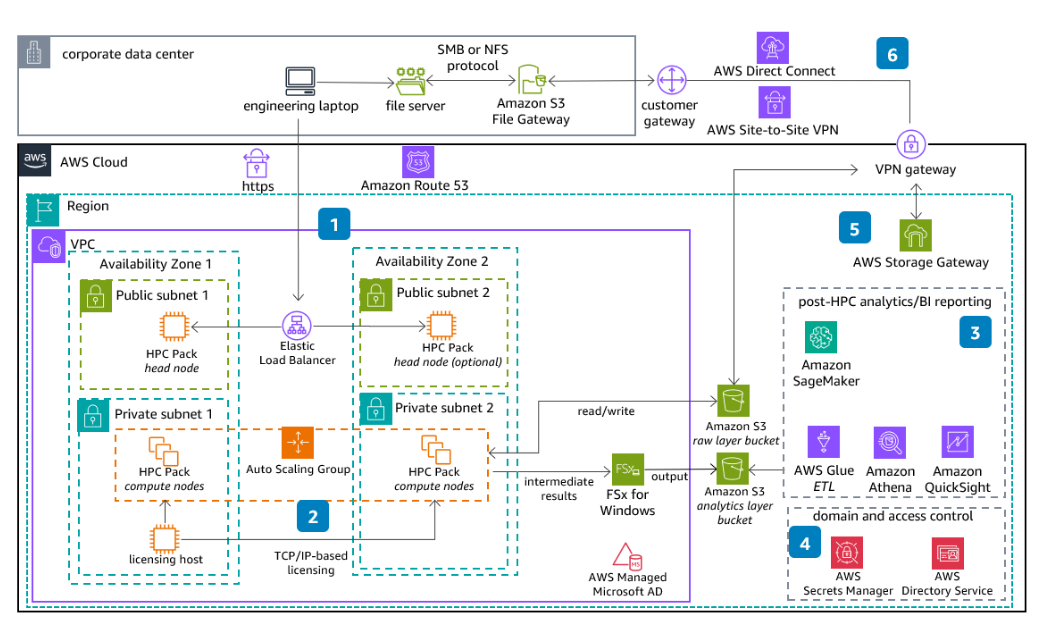 corporate data center
SMB or NFS
protocol
engineering laptop
file server
Amazon S3
File Gateway
customer
gateway
AWS Direct Connect
AWS Site-to-Site VPN
6
aws
AWS Cloud
https
53
Amazon Route 53
VPN gateway
Region
1
5
AWS Storage Gateway
VPC
Availability Zone 1
Availability Zone 2
Public subnet 1
HPC Pack
head node
Elastic
Load Balancer
Public subnet 2
HPC Pack
head node (optional)
post-HPC analytics/BI reporting
3
Amazon
SageMaker
AWS Glue
ETL
Amazon
Athena
Amazon
QuickSight
Private subnet 1
Private subnet 2
HPC Pack
compute nodes
Auto Scaling Group
HPC Pack
compute nodes
read/write
Amazon S3
raw layer bucket
intermediate
results
FSx
FSx for
Windows
output
Amazon S3
analytics layer
bucket
2
licensing host
TCP/IP-based
licensing
MS
AWS Managed
Microsoft AD
domain and access control
4
AWS
Secrets Manager
AWS
Directory Service